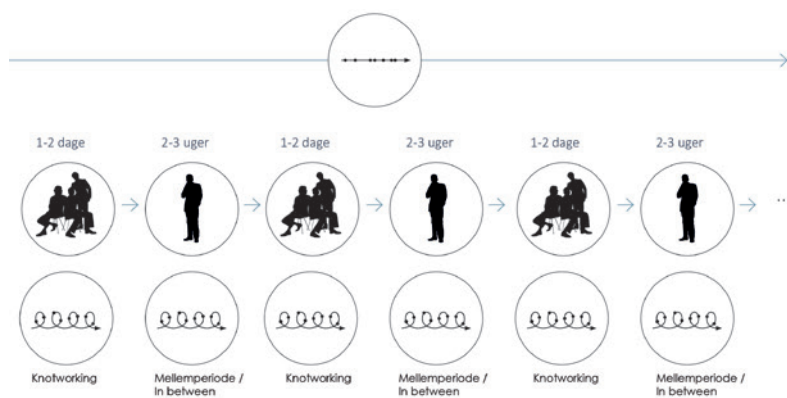 1-2 dage 2-3 uger 1-2 dage 2-3 uger 1-2 dage 2-3 uger
...
Knotworking Mellemperiode / Knotworking Mellemperiode / Knotworking Mellemperiode /
In between In between In between